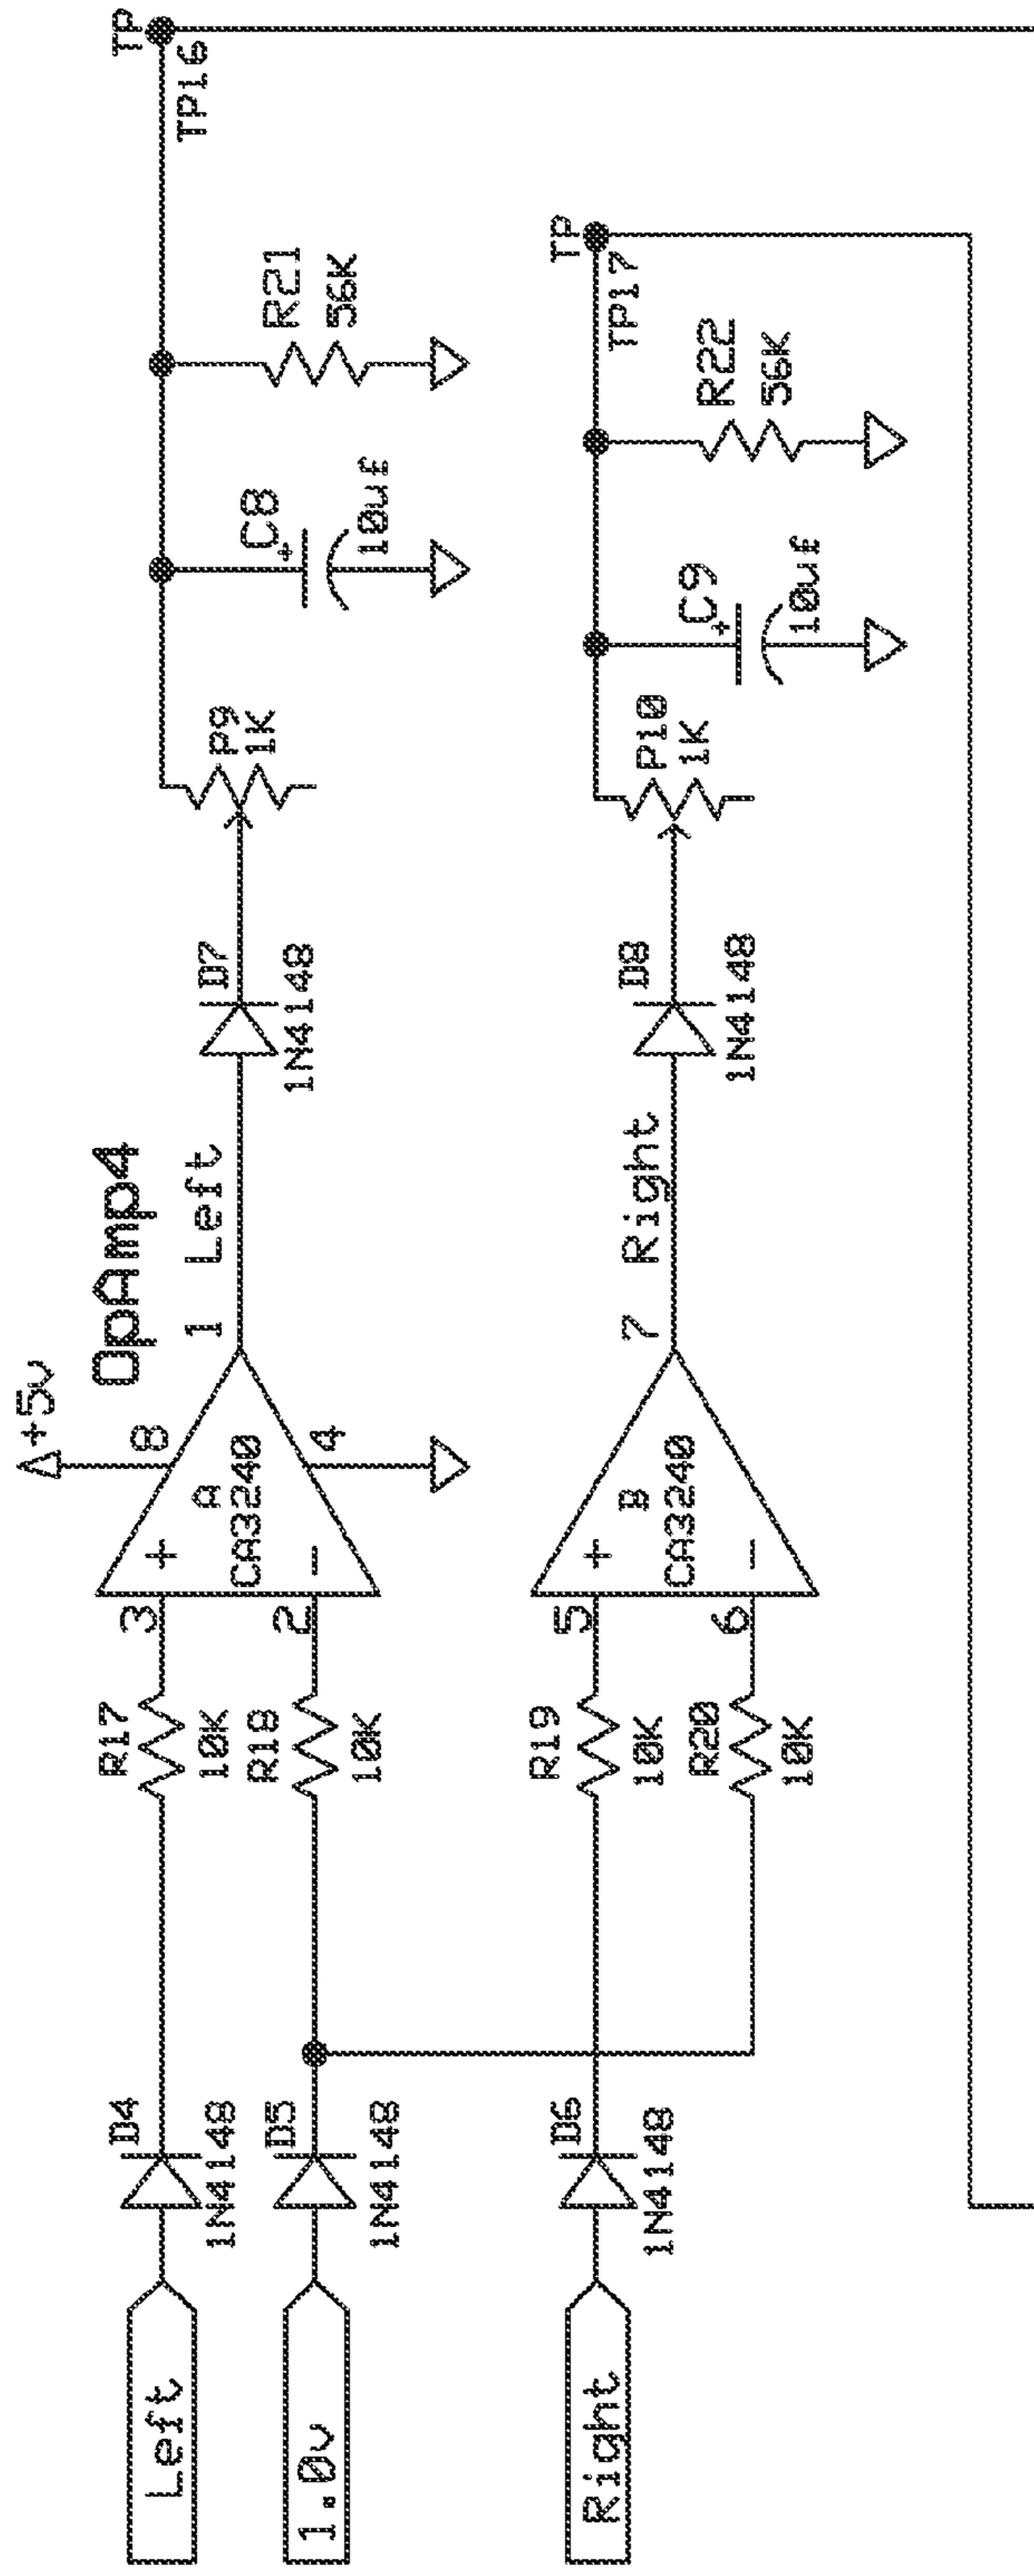 Left
D4
1N4148
R17
10K
3
+
-
2
A
CA3240
8
+5v
4
OpAmp4
1
Left
D7
1N4148
P9
1K
C8
+
10uf
R21
56K
TP
TP16
1.0v
D5
1N4148
R18
10K
Right
D6
1N4148
R19
10K
R20
10K
5
+
-
6
B
CA3240
7
Right
D8
1N4148
P10
1K
C9
+
10uf
R22
56K
TP
TP17